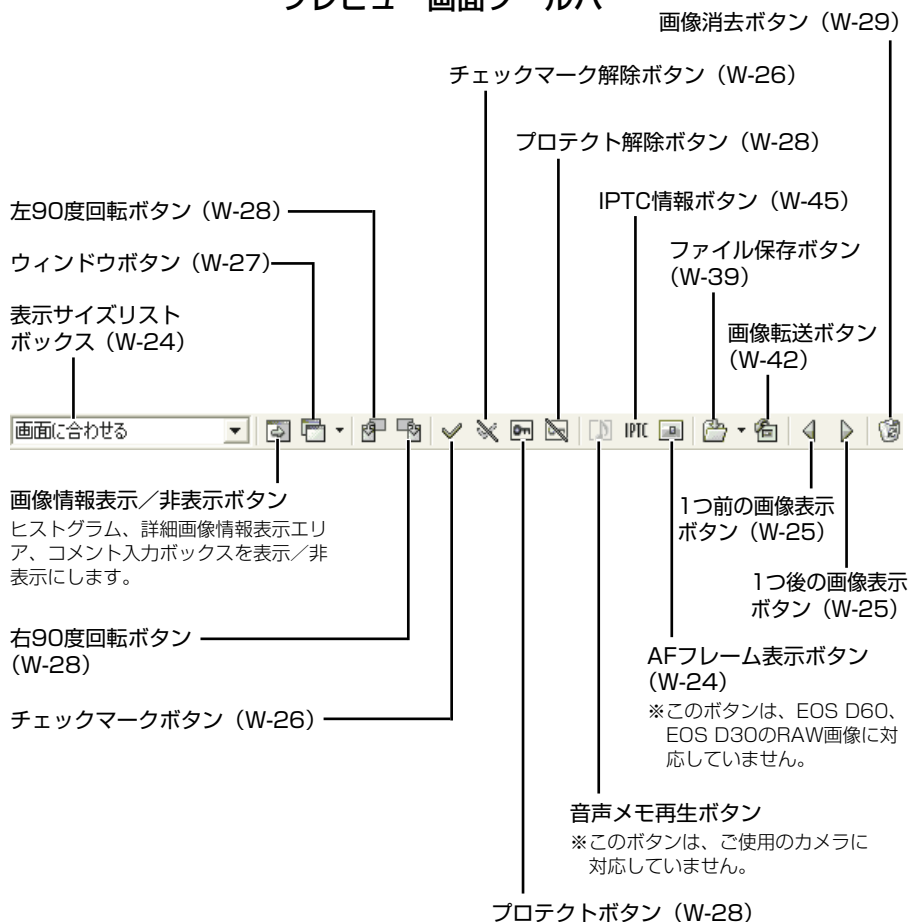 プレビュー画面ツールバー
画像消去ボタン（W-29）
チェックマーク解除ボタン（W-26）
プロテクト解除ボタン（W-28）
左90度回転ボタン（W-28）
IPTC情報ボタン（W-45）
ウィンドウボタン（W-27）
ファイル保存ボタン
（W-39）
表示サイズリスト
ボックス（W-24）
画像転送ボタン
（W-42）
画面に合わせる
IPTC
画像情報表示／非表示ボタン
ヒストグラム、詳細画像情報表示エリ
ア、コメント入力ボックスを表示／非
表示にします。
1つ前の画像表示
ボタン（W-25）
1つ後の画像表示
ボタン（W-25）
右90度回転ボタン
（W-28）
AFフレーム表示ボタン
（W-24）
※このボタンは、EOS D60、
EOS D30のRAW画像に対
応していません。
チェックマークボタン（W-26）
音声メモ再生ボタン
※このボタンは、ご使用のカメラに
対応していません。
プロテクトボタン（W-28）